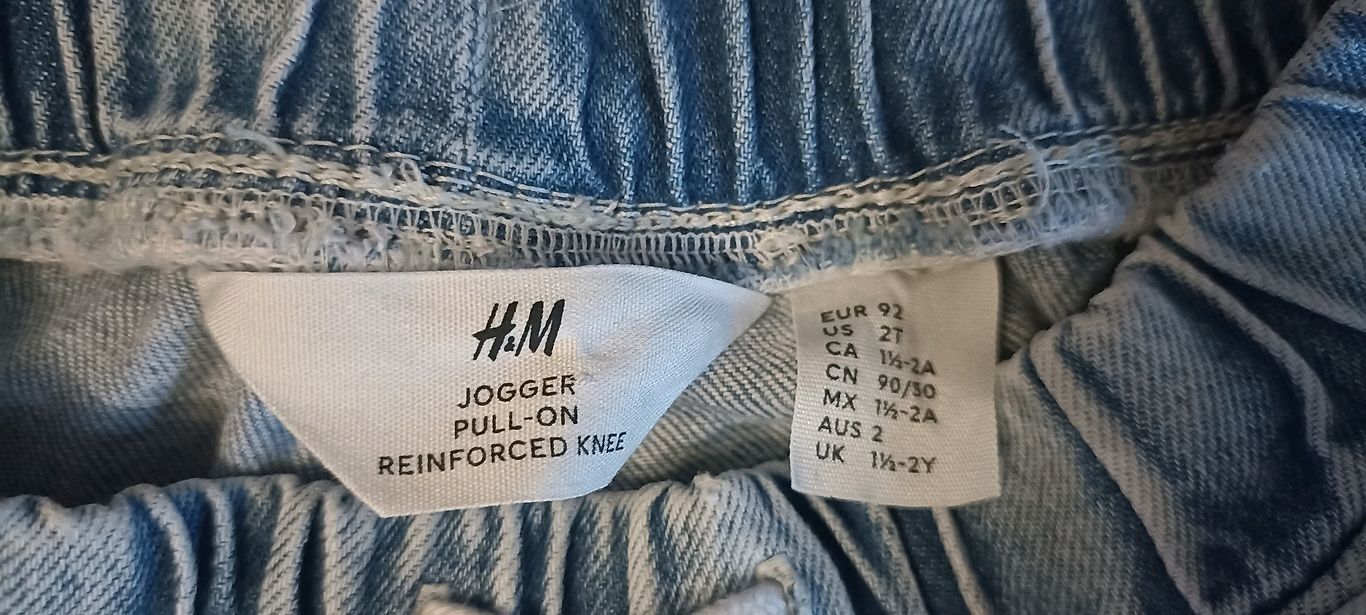 H&M
JOGGER
PULL-ON
REINFORCED KNEE
EUR 92
US 2T
CA 1½-2A
CN 90/50
MX 1½-2A
AUS 2
UK 1½-2Y